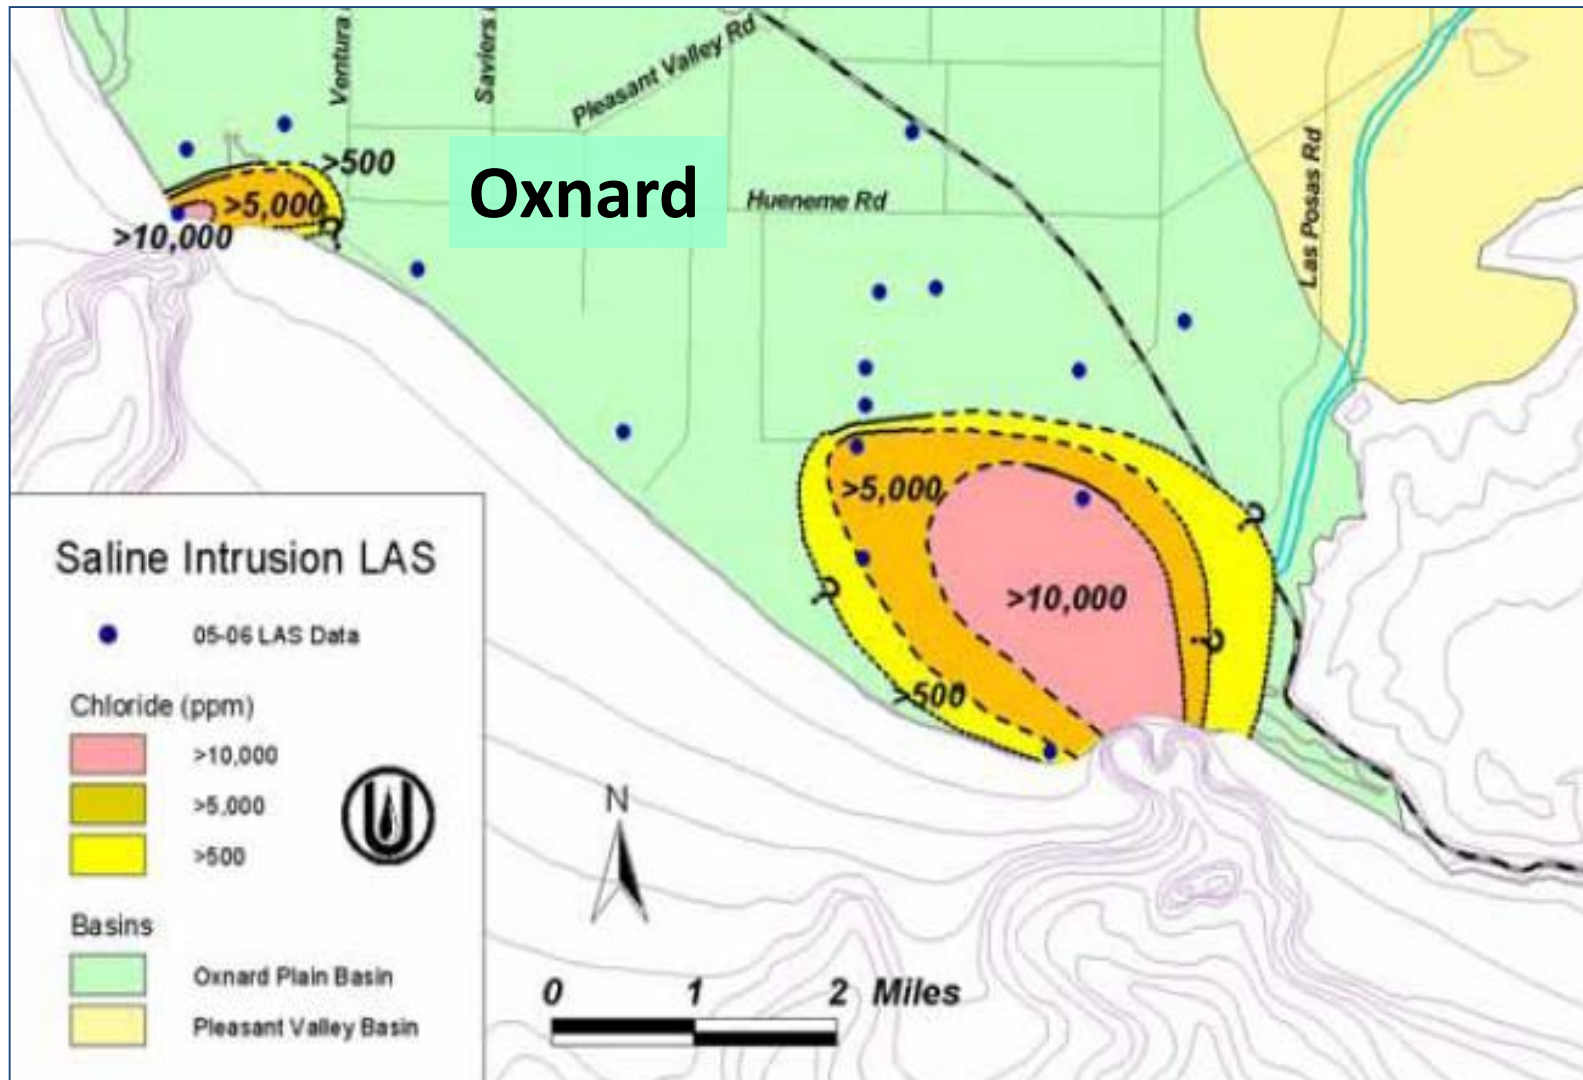 Ventura
Saviers
Pleasant Valley Rd
>500
Oxnard
>5,000
?
>10,000
Hueneme Rd
Las Posas Rd
>5,000
?
>10,000
?
?
>500
Saline Intrusion LAS
05-06 LAS Data
Chloride (ppm)
>10,000
>5,000
>500
Basins
Oxnard Plain Basin
Pleasant Valley Basin
U
N
0 1 2 Miles